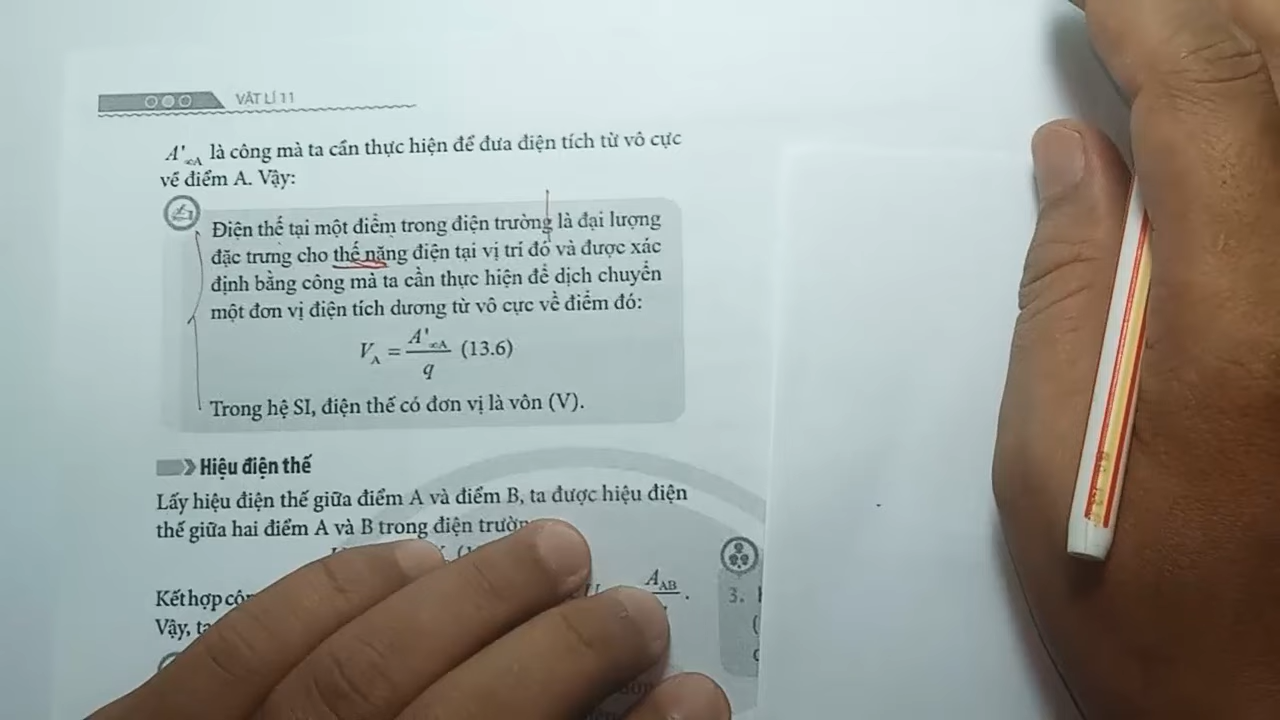 VẬT LÍ 11
A'∞A là công mà ta cần thực hiện để đưa điện tích từ vô cực
về điểm A. Vậy:
Điện thế tại một điểm trong điện trường là đại lượng
đặc trưng cho thế năng điện tại vị trí đó và được xác
định bằng công mà ta cần thực hiện để dịch chuyển
một đơn vị điện tích dương từ vô cực về điểm đó:
V_A = A'∞A / q (13.6)
Trong hệ SI, điện thế có đơn vị là vôn (V).
Hiệu điện thế
Lấy hiệu điện thế giữa điểm A và điểm B, ta được hiệu điện
thế giữa hai điểm A và B trong điện
Kết hợp A_AB
3.
Vậy,